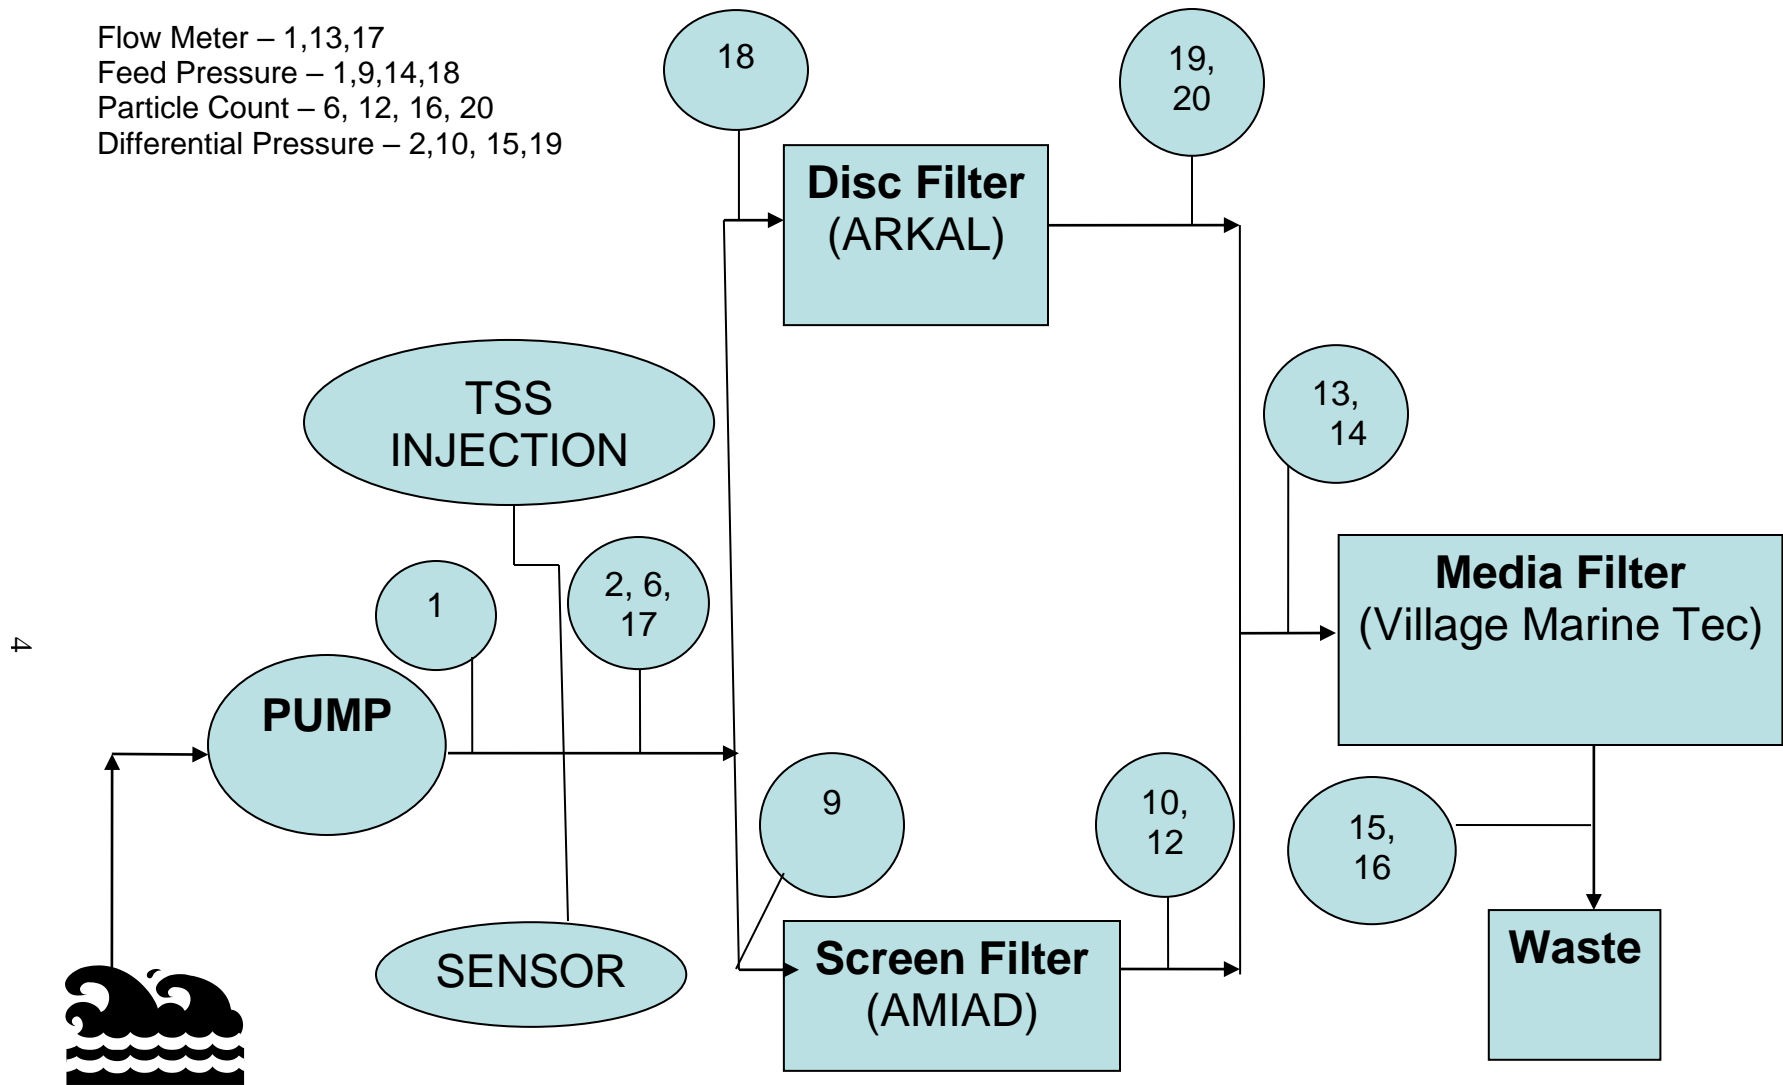 Flow Meter – 1,13,17
Feed Pressure – 1,9,14,18
Particle Count – 6, 12, 16, 20
Differential Pressure – 2,10, 15,19
18
19,
20
Disc Filter
(ARKAL)
TSS
INJECTION
13,
14
1
2, 6,
17
Media Filter
(Village Marine Tec)
4
PUMP
9
10,
12
15,
16
SENSOR
Screen Filter
(AMIAD)
Waste